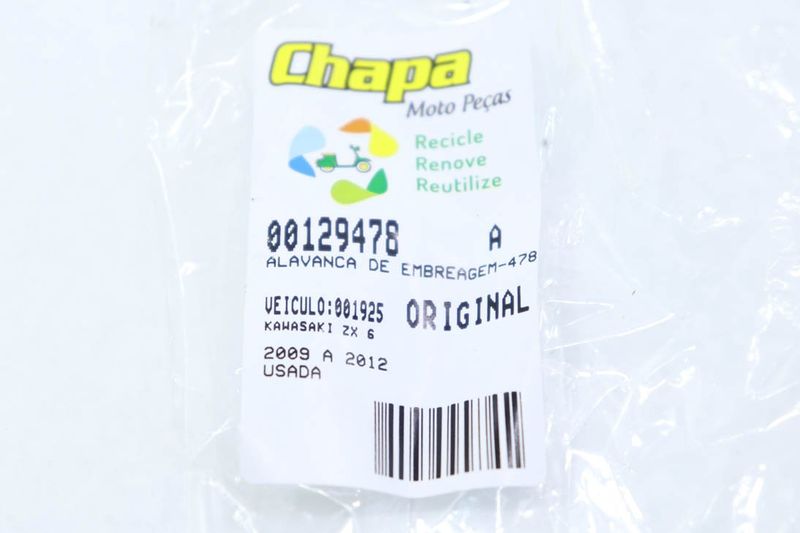 Chapa
Moto Peças
Recicle
Renove
Reutilize
00129478 A
ALAVANCA DE EMBREAGEM-478
VEICULO:001925 ORIGINAL
KAWASAKI ZX 6
2009 A 2012
USADA